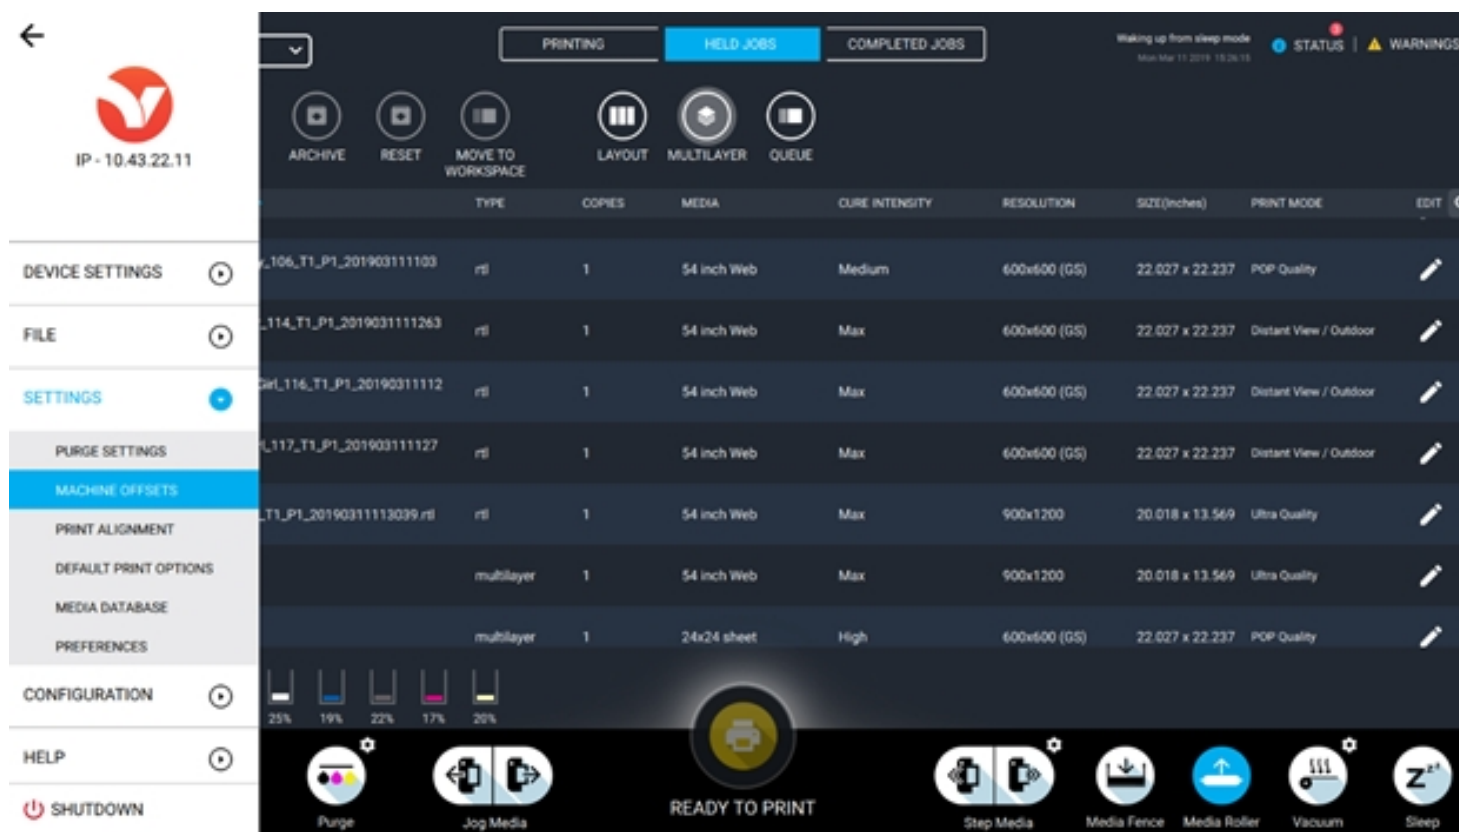 IP - 10.43.22.11
DEVICE SETTINGS
FILE
SETTINGS
PURGE SETTINGS
MACHINE OFFSETS
PRINT ALIGNMENT
DEFAULT PRINT OPTIONS
MEDIA DATABASE
PREFERENCES
CONFIGURATION
HELP
SHUTDOWN
PRINTING HELD JOBS COMPLETED JOBS
Waking up from sleep mode
Mon Mar 11 2019 15:26:15
STATUS WARNINGS
ARCHIVE RESET MOVE TO WORKSPACE LAYOUT MULTILAYER QUEUE
TYPE COPIES MEDIA CURE INTENSITY RESOLUTION SIZE(Inches) PRINT MODE EDIT
_106_T1_P1_201903111103 rtl 1 54 inch Web Medium 600x600 (GS) 22.027 x 22.237 POP Quality
_114_T1_P1_2019031111263 rtl 1 54 inch Web Max 600x600 (GS) 22.027 x 22.237 Distant View / Outdoor
Girl_116_T1_P1_20190311112 rtl 1 54 inch Web Max 600x600 (GS) 22.027 x 22.237 Distant View / Outdoor
_117_T1_P1_201903111127 rtl 1 54 inch Web Max 600x600 (GS) 22.027 x 22.237 Distant View / Outdoor
_T1_P1_20190311113039.rtl rtl 1 54 inch Web Max 900x1200 20.018 x 13.569 Ultra Quality
multilayer 1 54 inch Web Max 900x1200 20.018 x 13.569 Ultra Quality
multilayer 1 24x24 sheet High 600x600 (GS) 22.027 x 22.237 POP Quality
25% 19% 22% 17% 20%
READY TO PRINT
Purge Jog Media Step Media Media Fence Media Roller Vacuum Sleep